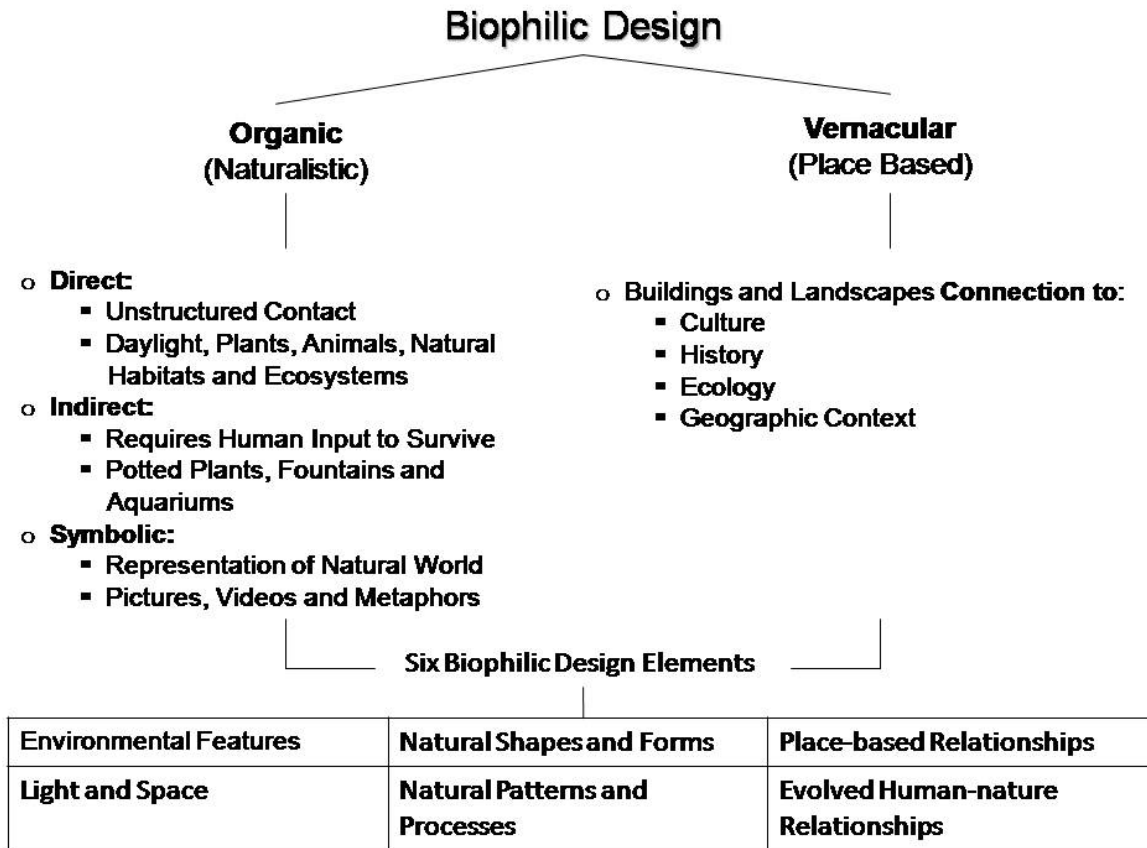 Biophilic Design
Organic
(Naturalistic)
Vernacular
(Place Based)
o Direct:
▪ Unstructured Contact
▪ Daylight, Plants, Animals, Natural
Habitats and Ecosystems
o Indirect:
▪ Requires Human Input to Survive
▪ Potted Plants, Fountains and
Aquariums
o Symbolic:
▪ Representation of Natural World
▪ Pictures, Videos and Metaphors
o Buildings and Landscapes Connection to:
▪ Culture
▪ History
▪ Ecology
▪ Geographic Context
Six Biophilic Design Elements
Environmental Features
Natural Shapes and Forms
Place-based Relationships
Light and Space
Natural Patterns and
Processes
Evolved Human-nature
Relationships